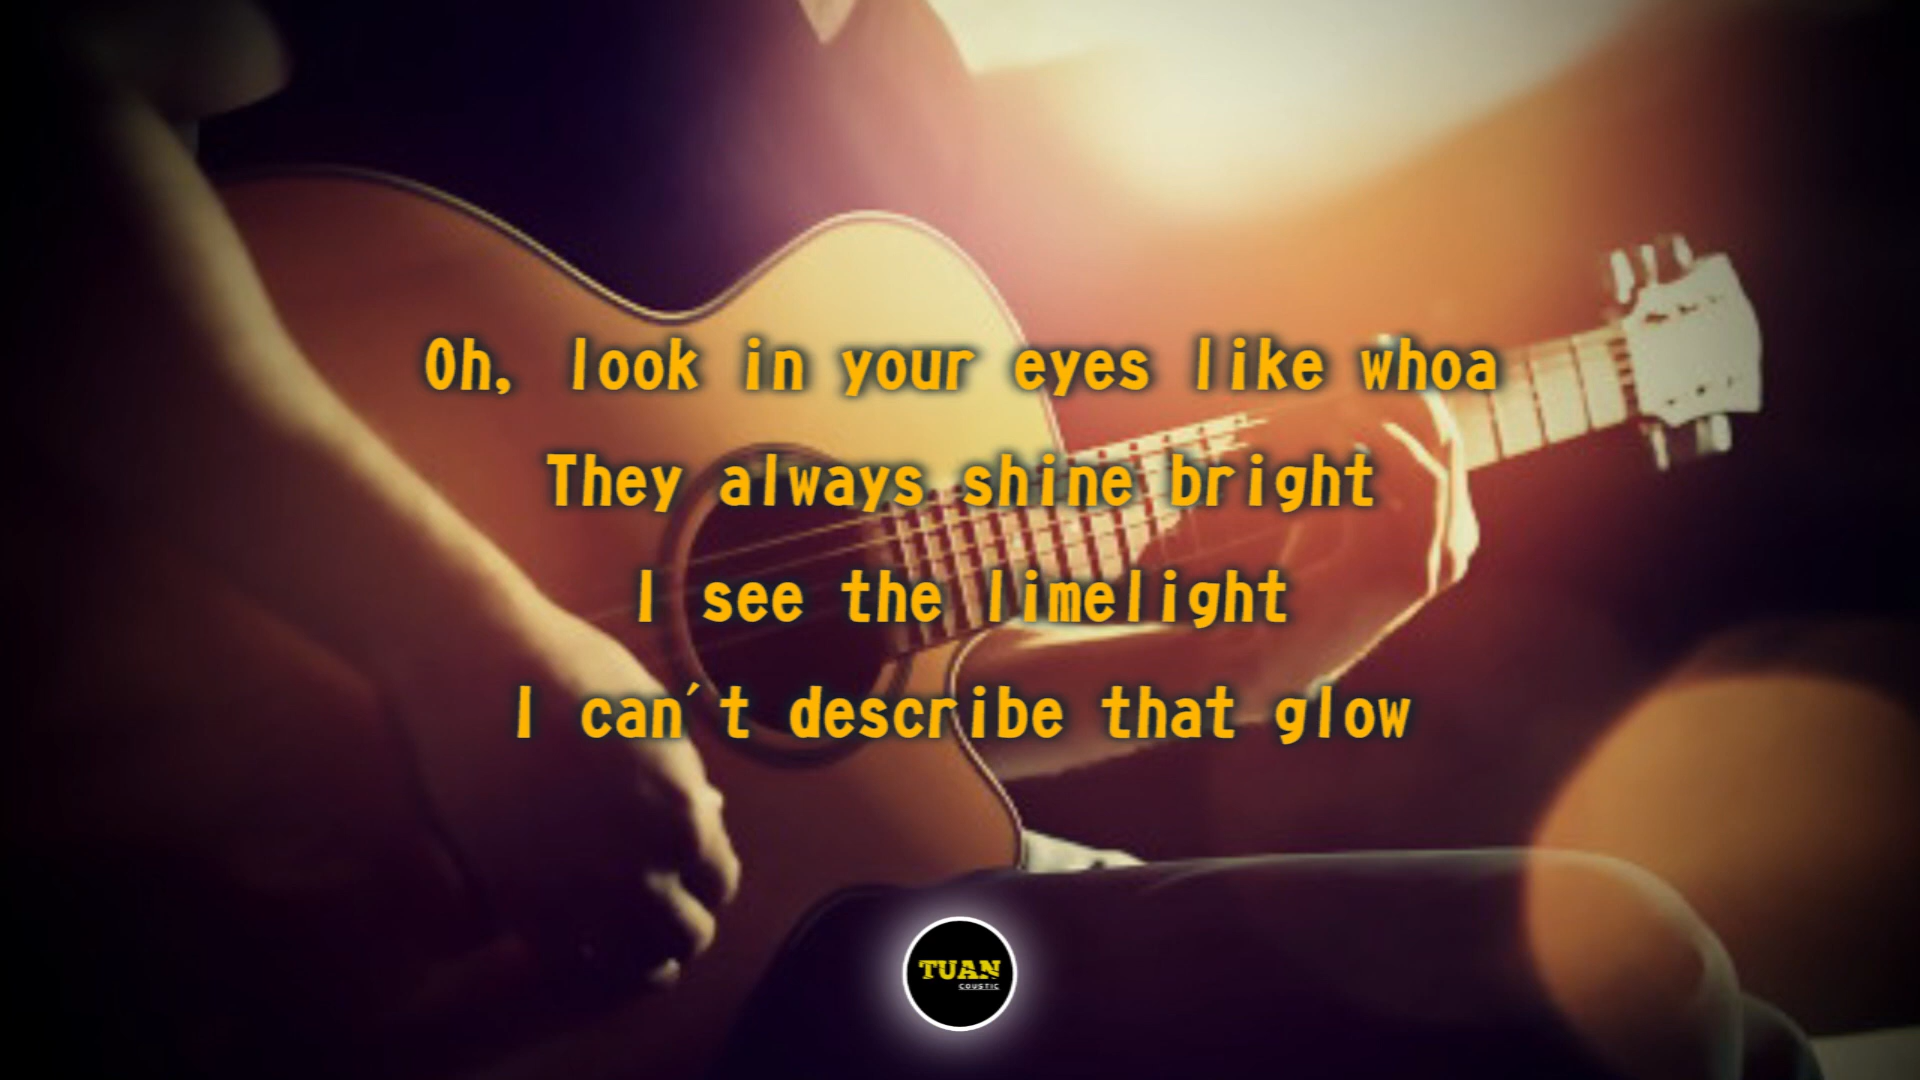 Oh, look in your eyes like whoa
They always shine bright
I see the limelight
I can't describe that glow
TUAN
COUSTIC